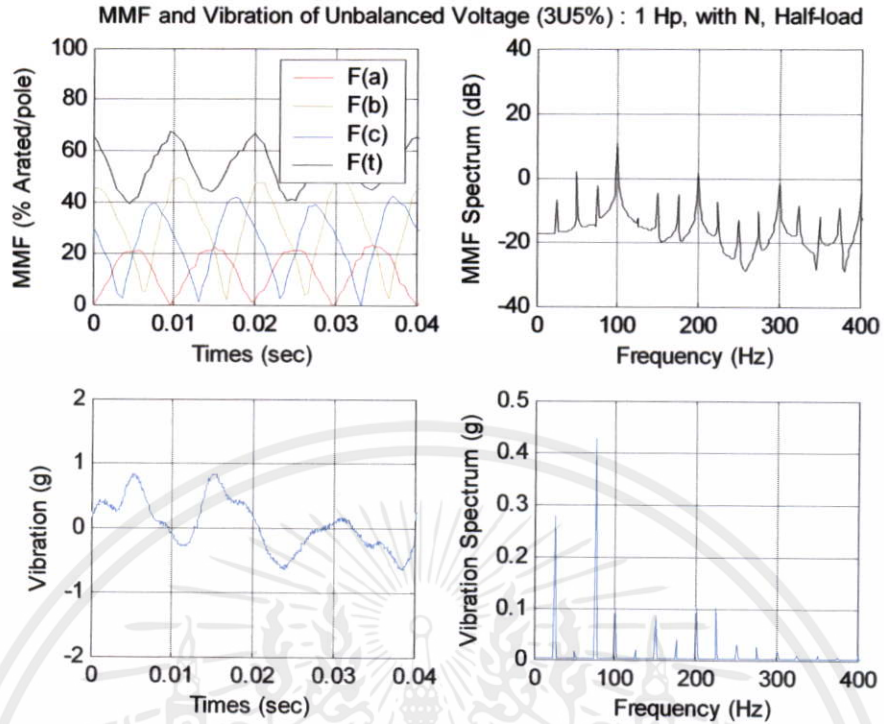 MMF and Vibration of Unbalanced Voltage (3U5%) : 1 Hp, with N, Half-load
100
80
60
40
20
0
MMF (% Arated/pole)
F(a)
F(b)
F(c)
F(t)
0 0.01 0.02 0.03 0.04
Times (sec)
40
20
0
-20
-40
MMF Spectrum (dB)
0 100 200 300 400
Frequency (Hz)
2
1
0
-1
-2
Vibration (g)
0 0.01 0.02 0.03 0.04
Times (sec)
0.5
0.4
0.3
0.2
0.1
0
Vibration Spectrum (g)
0 100 200 300 400
Frequency (Hz)